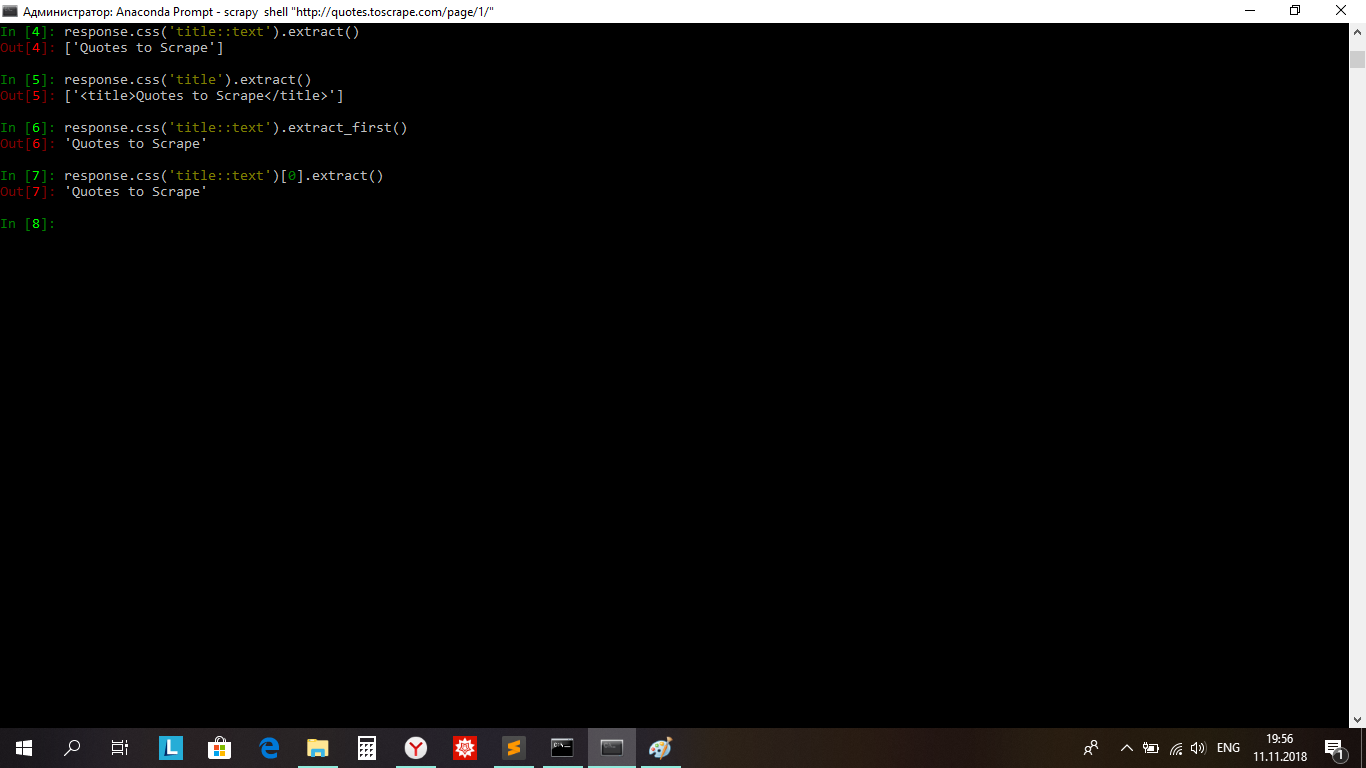 Администратор: Anaconda Prompt - scrapy  shell "http://quotes.toscrape.com/page/1/"
In [4]: response.css('title::text').extract()
Out[4]: ['Quotes to Scrape']
In [5]: response.css('title').extract()
Out[5]: ['<title>Quotes to Scrape</title>']
In [6]: response.css('title::text').extract_first()
Out[6]: 'Quotes to Scrape'
In [7]: response.css('title::text')[0].extract()
Out[7]: 'Quotes to Scrape'
In [8]:
L
ENG
19:56
11.11.2018
1